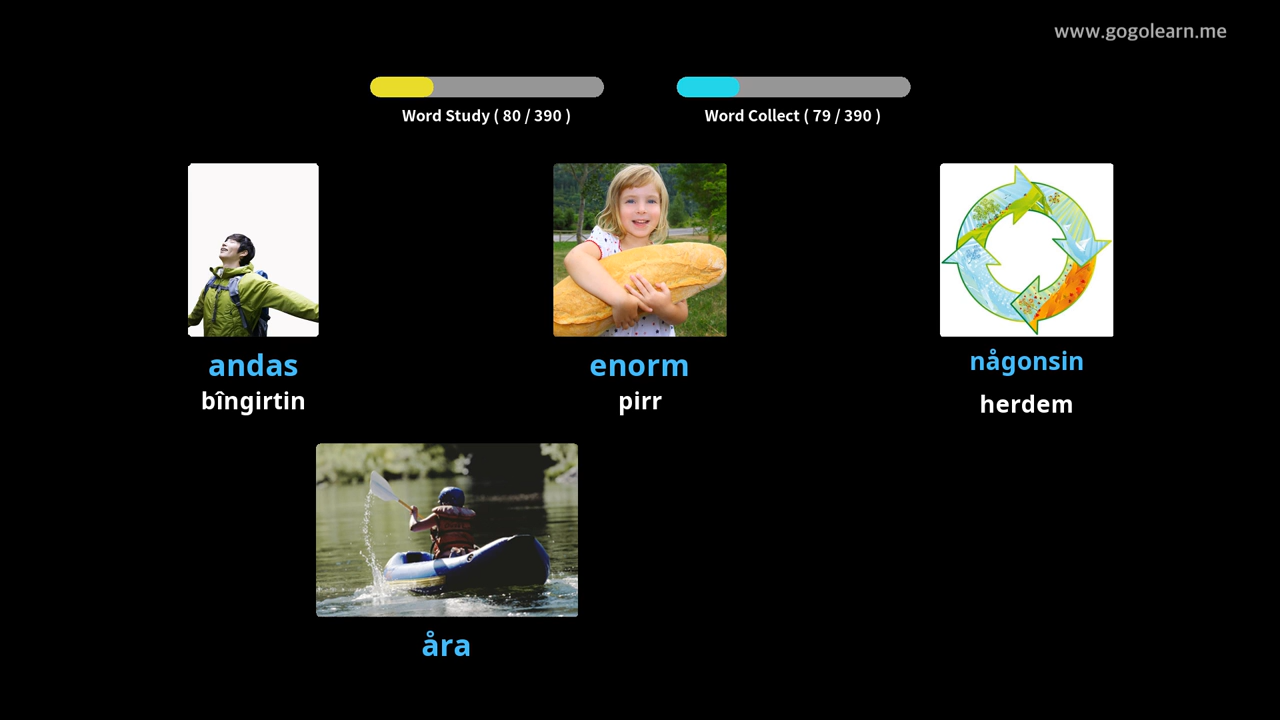 www.gogolearn.me
Word Study ( 80 / 390 )
Word Collect ( 79 / 390 )
andas
enorm
någonsin
bîngirtin
pirr
herdem
åra